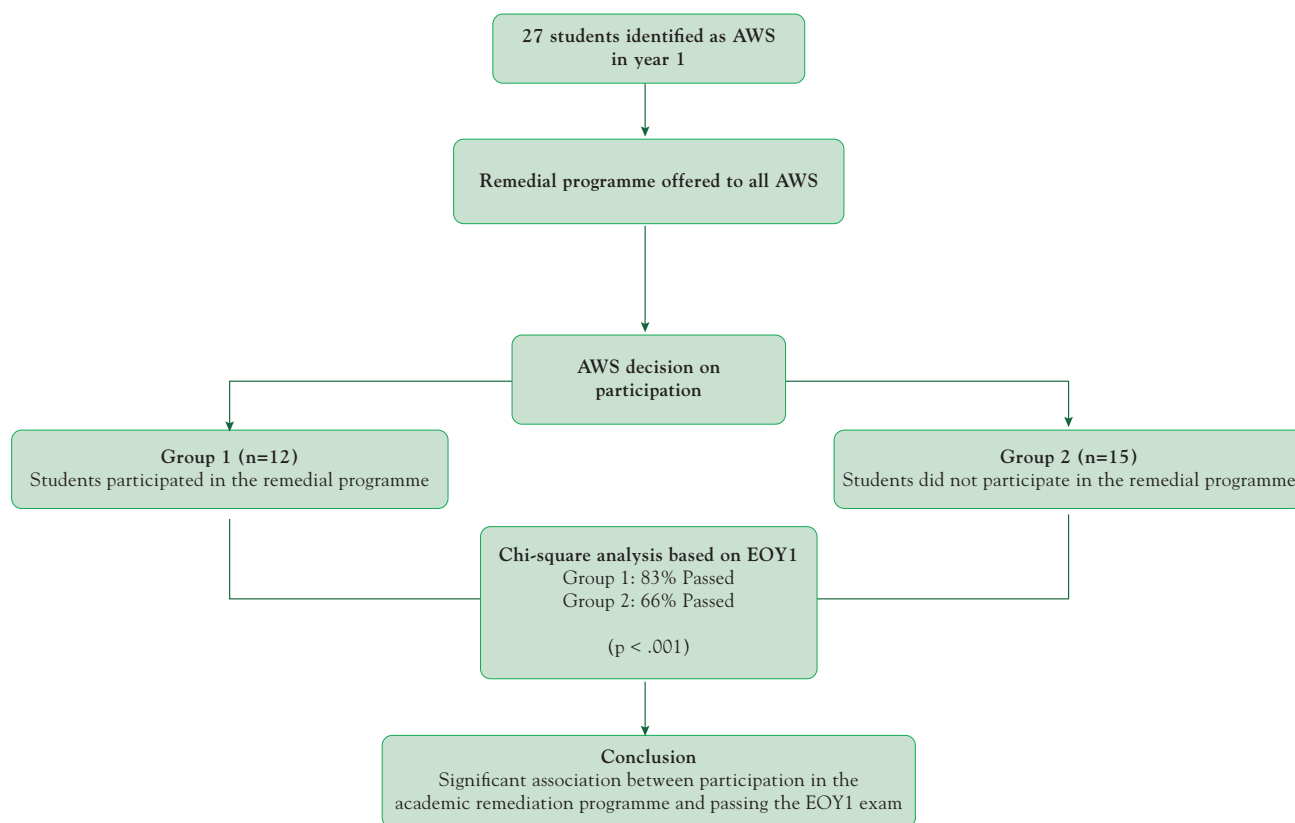 27 students identified as AWS
in year 1
Remedial programme offered to all AWS
AWS decision on
participation
Group 1 (n=12)
Students participated in the remedial programme
Group 2 (n=15)
Students did not participate in the remedial programme
Chi-square analysis based on EOY1
Group 1: 83% Passed
Group 2: 66% Passed
(p < .001)
Conclusion
Significant association between participation in the
academic remediation programme and passing the EOY1 exam